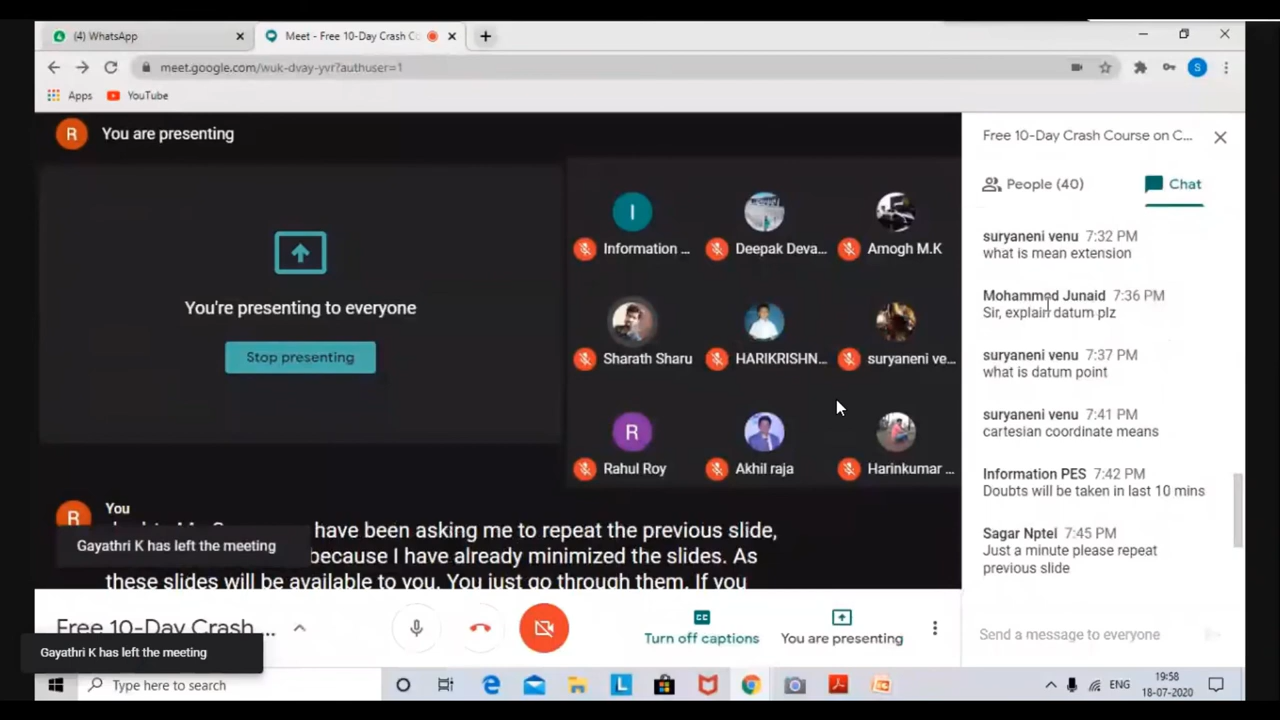 (4) WhatsApp
Meet - Free 10-Day Crash Co
meet.google.com/wuk-dvay-yvr?authuser=1
S
Apps
YouTube
R
You are presenting
You're presenting to everyone
Stop presenting
I
Information ...
Deepak Deva...
Amogh M.K
Sharath Sharu
HARIKRISHN...
suryaneni ve...
R
Rahul Roy
Akhil raja
Harinkumar ...
Free 10-Day Crash Course on C...
People (40)
Chat
suryaneni venu 7:32 PM
what is mean extension
Mohammed Junaid 7:36 PM
Sir, explain datum plz
suryaneni venu 7:37 PM
what is datum point
suryaneni venu 7:41 PM
cartesian coordinate means
Information PES 7:42 PM
Doubts will be taken in last 10 mins
Sagar Nptel 7:45 PM
Just a minute please repeat
previous slide
Send a message to everyone
R
You
have been asking me to repeat the previous slide,
because I have already minimized the slides. As
these slides will be available to you. You just go through them. If you
Gayathri K has left the meeting
Free 10-Day Crash ...
Turn off captions
You are presenting
Gayathri K has left the meeting
Type here to search
L
ENG
19:58
18-07-2020